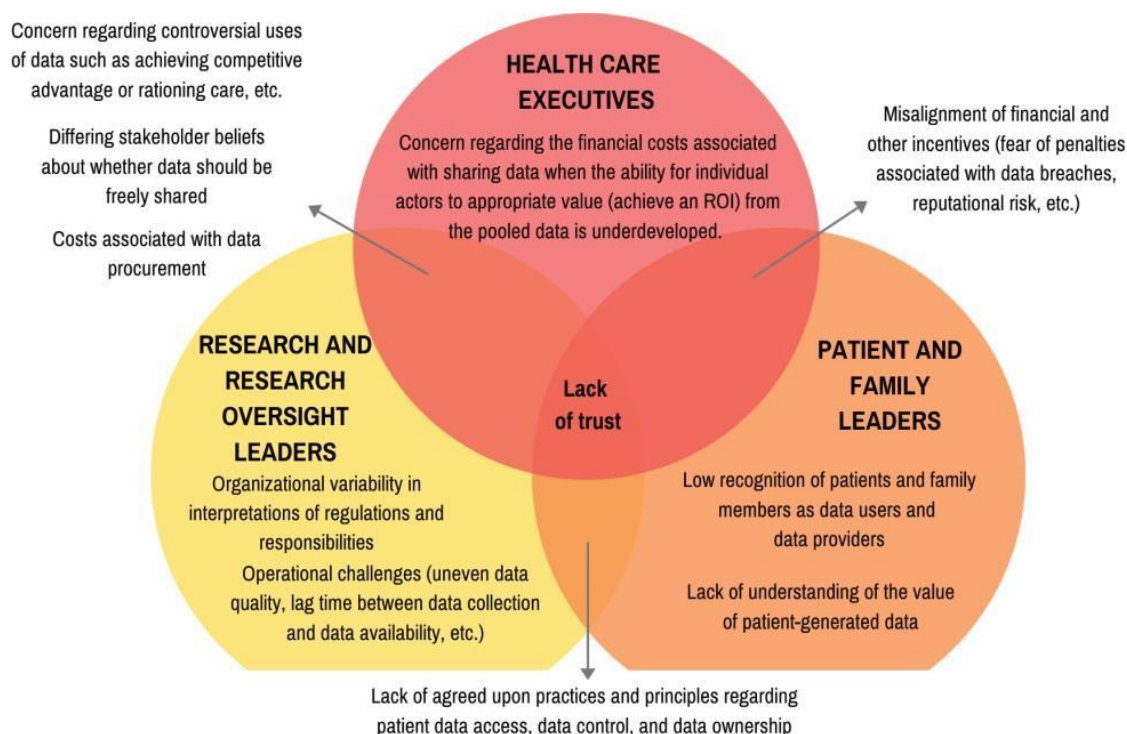 Concern regarding controversial uses
of data such as achieving competitive
advantage or rationing care, etc.
Differing stakeholder beliefs
about whether data should be
freely shared
Costs associated with data
procurement
HEALTH CARE
EXECUTIVES
Concern regarding the financial costs associated
with sharing data when the ability for individual
actors to appropriate value (achieve an ROI) from
the pooled data is underdeveloped.
Misalignment of financial and
other incentives (fear of penalties
associated with data breaches,
reputational risk, etc.)
RESEARCH AND
RESEARCH
OVERSIGHT
LEADERS
Organizational variability in
interpretations of regulations and
responsibilities
Operational challenges (uneven data
quality, lag time between data collection
and data availability, etc.)
Lack
of trust
PATIENT AND
FAMILY
LEADERS
Low recognition of patients and family
members as data users and
data providers
Lack of understanding of the value
of patient-generated data
Lack of agreed upon practices and principles regarding
patient data access, data control, and data ownership